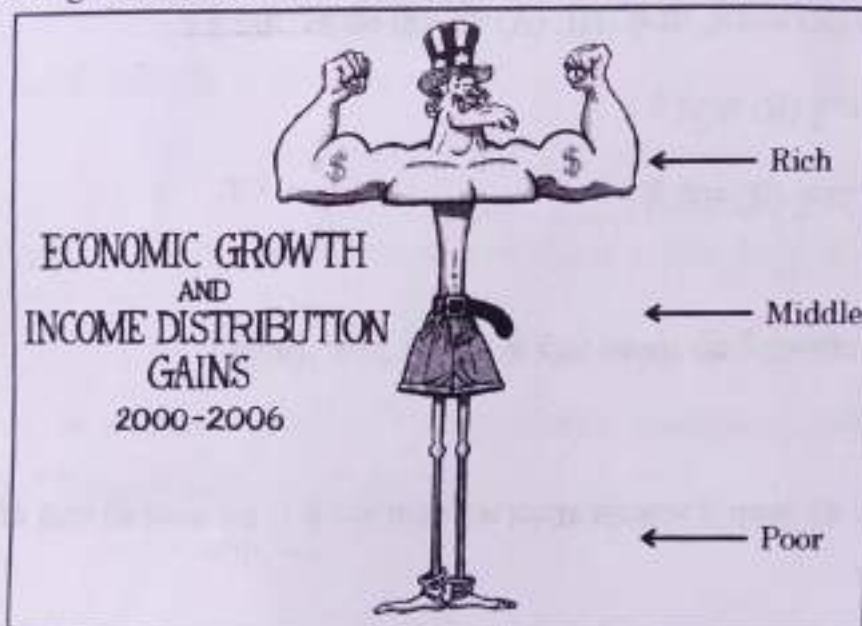 ECONOMIC GROWTH
AND
INCOME DISTRIBUTION
GAINS
2000-2006
$
$
Rich
Middle
Poor